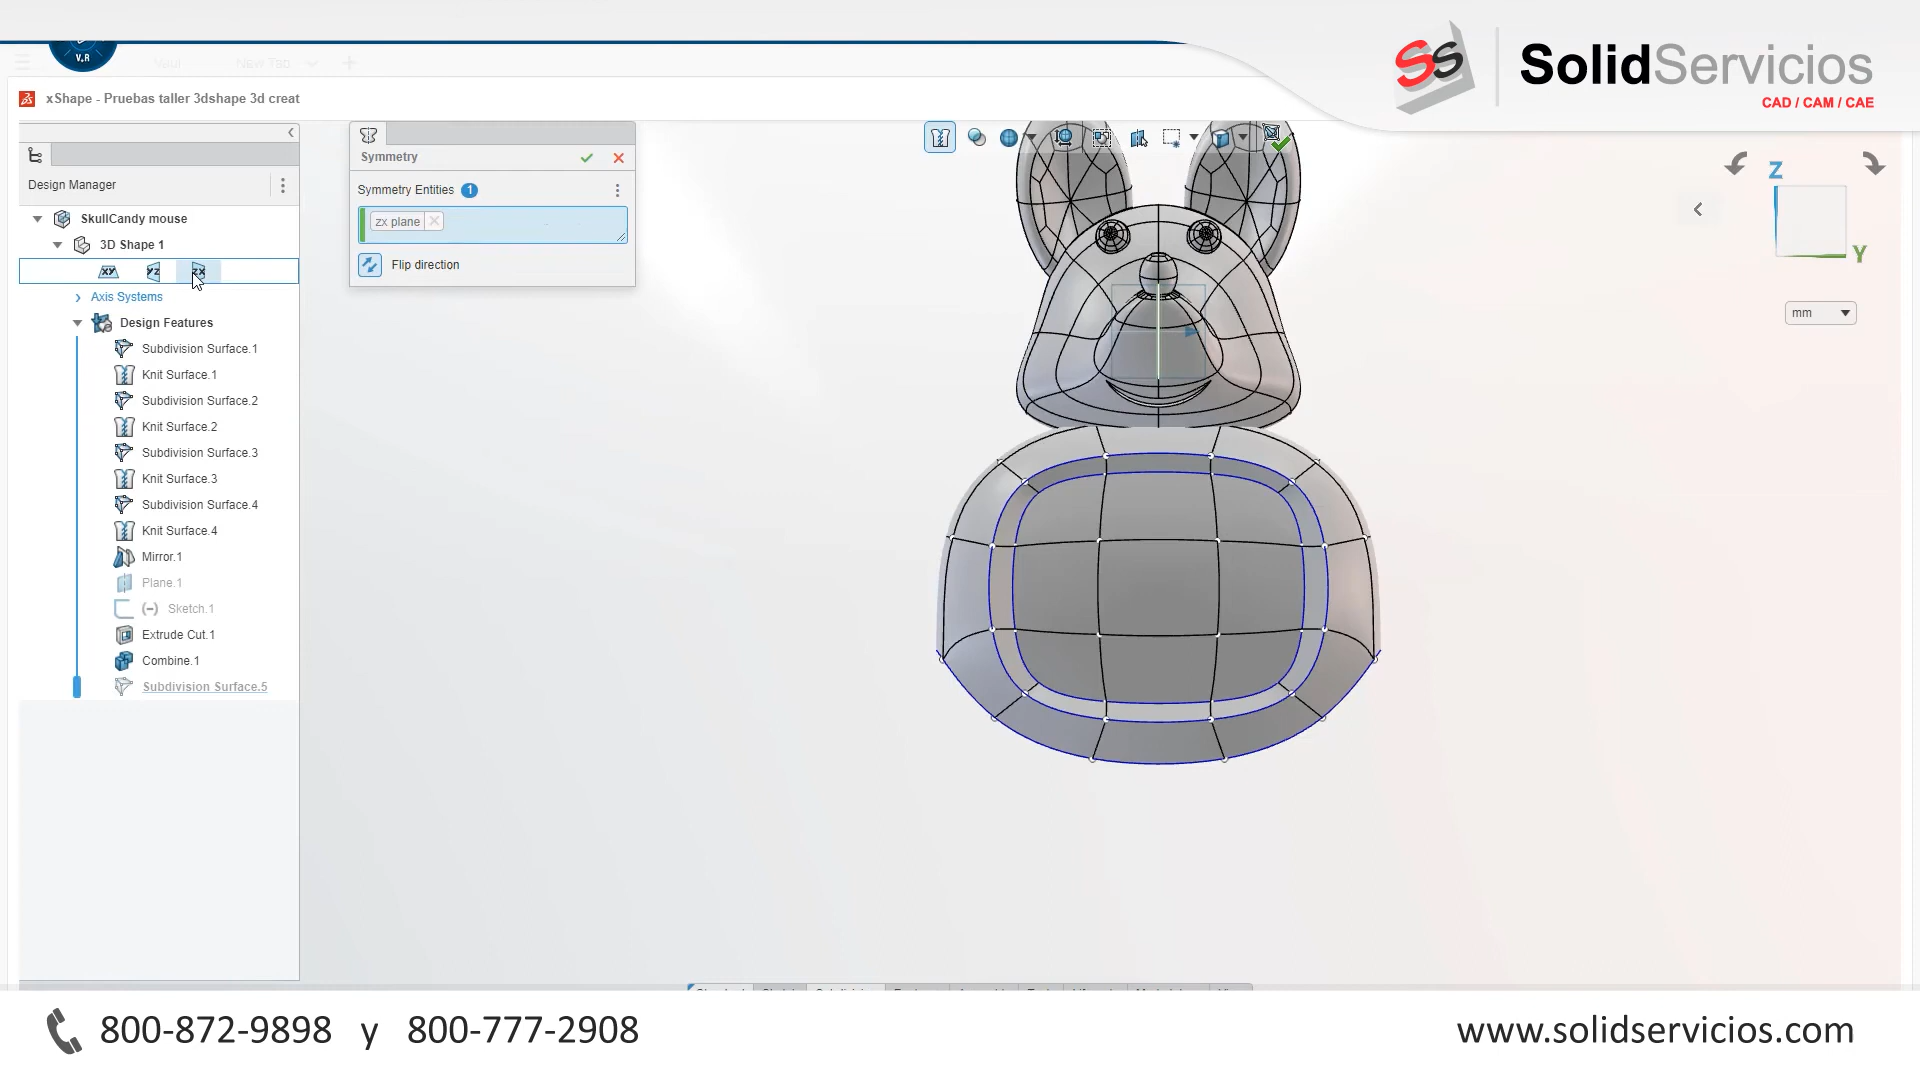 V.R
New Tab
xShape - Pruebas taller 3dshape 3d creat
SS SolidServicios
CAD / CAM / CAE
Design Manager
SkullCandy mouse
3D Shape 1
XY YZ ZX
Axis Systems
Design Features
Subdivision Surface.1
Knit Surface.1
Subdivision Surface.2
Knit Surface.2
Subdivision Surface.3
Knit Surface.3
Subdivision Surface.4
Knit Surface.4
Mirror.1
Plane.1
(-) Sketch.1
Extrude Cut.1
Combine.1
Subdivision Surface.5
Symmetry
Symmetry Entities 1
zx plane
Flip direction
Z
Y
mm
800-872-9898 y 800-777-2908
www.solidservicios.com